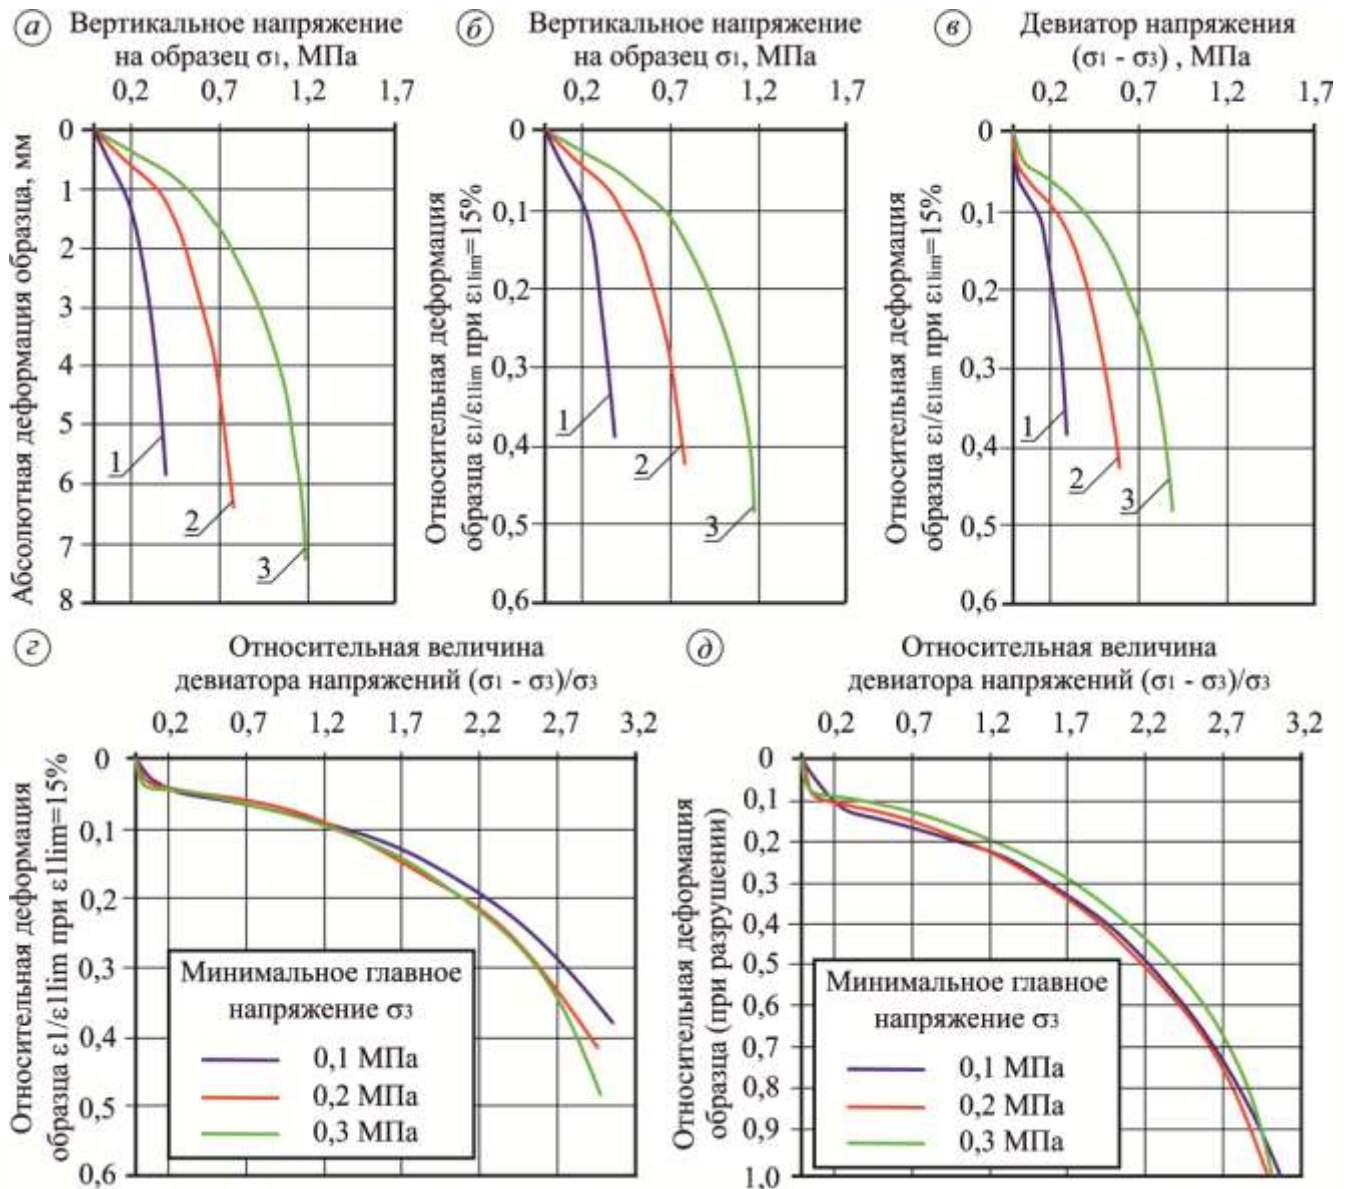 а
Вертикальное напряжение
на образец σ1, МПа
0,2 0,7 1,2 1,7
Абсолютная деформация образца, мм
0
1
2
3
4
5
6
7
8
1
2
3
б
Вертикальное напряжение
на образец σ1, МПа
0,2 0,7 1,2 1,7
Относительная деформация
образца ε1/ε1lim при ε1lim=15%
0
0,1
0,2
0,3
0,4
0,5
0,6
1
2
3
в
Девиатор напряжения
(σ1 - σ3) , МПа
0,2 0,7 1,2 1,7
Относительная деформация
образца ε1/ε1lim при ε1lim=15%
0
0,1
0,2
0,3
0,4
0,5
0,6
1
2
3
г
Относительная величина
девиатора напряжений (σ1 - σ3)/σ3
0,2 0,7 1,2 1,7 2,2 2,7 3,2
Относительная деформация
образца ε1/ε1lim при ε1lim=15%
0
0,1
0,2
0,3
0,4
0,5
0,6
Минимальное главное
напряжение σ3
0,1 МПа
0,2 МПа
0,3 МПа
д
Относительная величина
девиатора напряжений (σ1 - σ3)/σ3
0,2 0,7 1,2 1,7 2,2 2,7 3,2
Относительная деформация
образца (при разрушении)
0
0,1
0,2
0,3
0,4
0,5
0,6
0,7
0,8
0,9
1,0
Минимальное главное
напряжение σ3
0,1 МПа
0,2 МПа
0,3 МПа